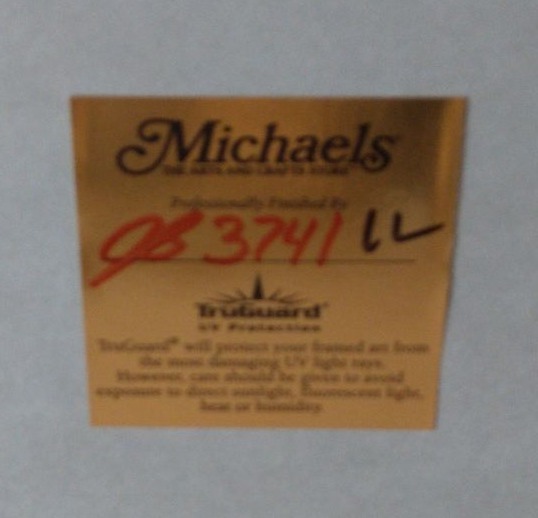 Michaels
THE ARTS AND CRAFTS STORE
Professionally Finished By
3741 IL
TruGuard®
UV Protection
TruGuard® will protect your framed art from
the most damaging UV light rays.
However, care should be given to avoid
exposure to direct sunlight, fluorescent light,
heat or humidity.